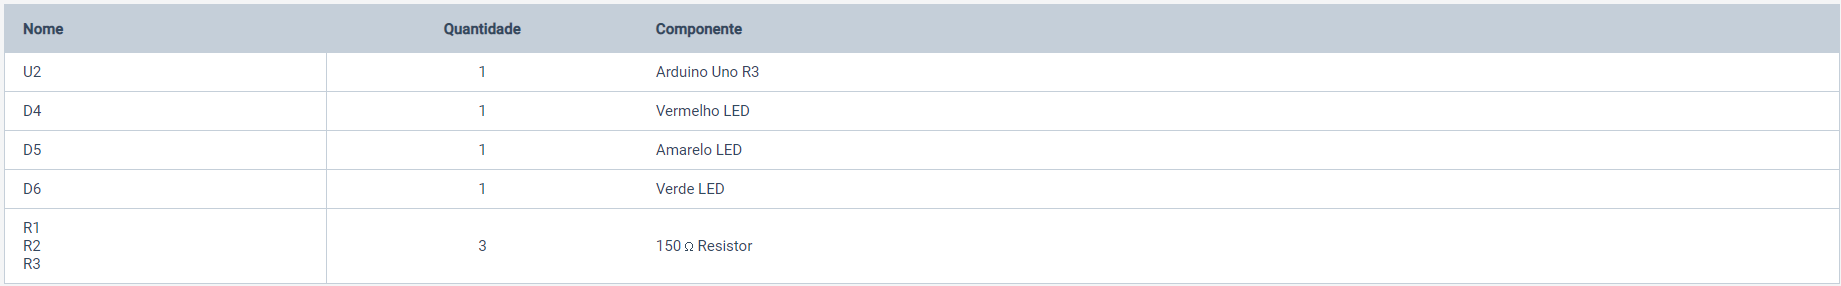 Nome Quantidade Componente
U2 1 Arduino Uno R3
D4 1 Vermelho LED
D5 1 Amarelo LED
D6 1 Verde LED
R1
R2 3 150 Ω Resistor
R3